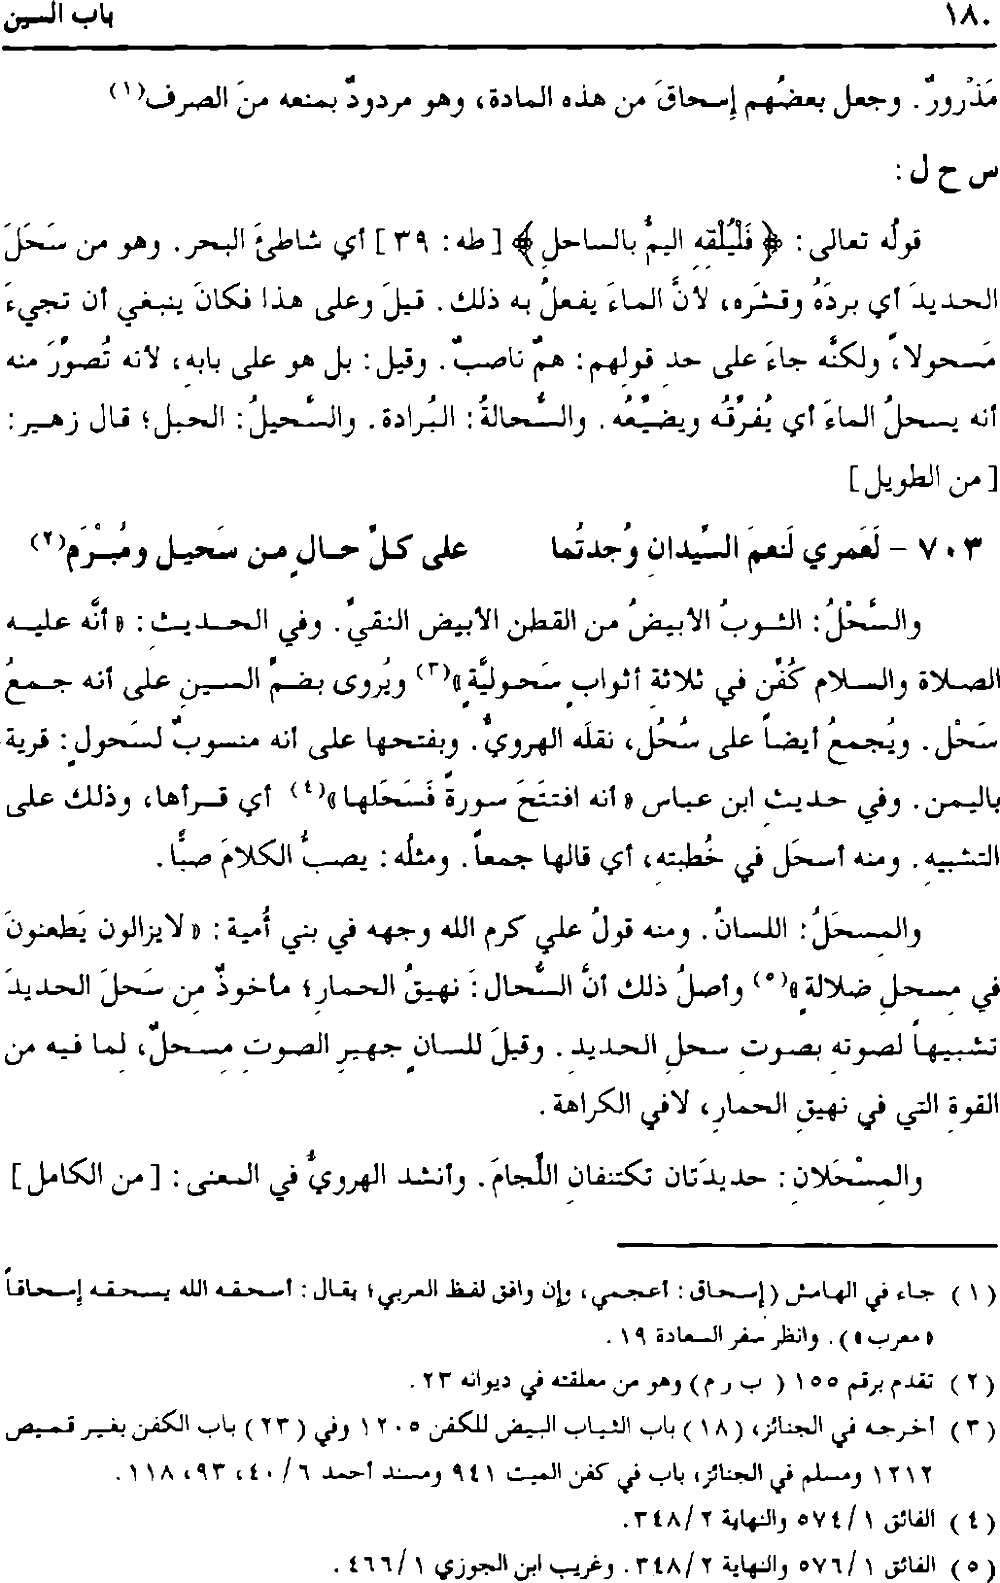 ١٨٠ باب السين
مَذْرورٌ. وجعل بعضُهم إسحاقَ من هذه المادة، وهو مردودٌ بمنعه منَ الصرف(١)
س ح ل :
قولُه تعالى: ﴿ فَلْيُلْقِهِ اليمُّ بالساحلِ ﴾ [طه: ٣٩] أي شاطئَ البحر. وهو من سَحَلَ
الحديدَ أي بردَهُ وقشَره، لأنَّ الماءَ يفعلُ به ذلك. قيلَ وعلى هذا فكانَ ينبغي أن تجيءَ
مَسحولاً، ولكنَّه جاءَ على حدِ قولِهم: همٌّ ناصبٌ. وقيل: بل هو على بابهِ، لأنه تُصوِّرَ منه
أنه يسحلُ الماءَ أي يُفرِّقُه ويضيِّعُه. والسُّحالةُ: البُرادة. والسَّحيلُ: الحبل؛ قال زهير:
[من الطويل]
٧٠٣ - لَعَمري لَنعمَ السَّيدانِ وُجدتُما على كلِّ حالٍ من سَحيلٍ ومُبْرَمِ(٢)
والسَّحْلُ: الثوبُ الأبيضُ من القطن الأبيض النقيِّ. وفي الحديثِ: « أنَّه عليه
الصلاة والسلام كُفِّن في ثلاثةِ أثوابٍ سَحوليَّةٍ»(٣) ويُروى بضمِّ السينِ على أنه جمعُ
سَحْل. ويُجمعُ أيضاً على سُحُل، نقلَه الهرويُّ. وبفتحها على أنه منسوبٌ لسَحولٍ: قرية
باليمن. وفي حديثِ ابن عباس « أنه افتتَحَ سورةً فَسَحَلها»(٤) أي قرأها، وذلك على
التشبيهِ. ومنه أسحَل في خُطبتهِ، أي قالها جمعاً. ومثلُه: يصبُّ الكلامَ صبًّا.
والمِسحَلُ: اللسانُ. ومنه قولُ علي كرم الله وجهه في بني أُمية: « لايزالون يَطعنونَ
في مِسحلِ ضلالةٍ»(٥) وأصلُ ذلك أنَّ السُّحال: نهيقُ الحمارِ؛ مأخوذٌ مِن سَحلَ الحديدَ
تشبيهاً لصوته بصوتِ سحلِ الحديدِ. وقيلَ للسانٍ جهيرِ الصوتِ مِسحلٌ، لِما فيه من
القوةِ التي في نهيقِ الحمارِ، لافي الكراهة.
والمِسْحَلانِ: حديدَتان تكتنفانِ اللِّجامَ. وأنشد الهرويُّ في المعنى: [من الكامل]
(١) جاء في الهامش (إسحاق: أعجمي، وإن وافق لفظ العربي؛ يقال: أسحقه الله يسحقه إسحاقاً
«معرب»). وانظر سفر السعادة ١٩.
(٢) تقدم برقم ١٥٥ ( ب ر م) وهو من معلقته في ديوانه ٢٣.
(٣) أخرجه في الجنائز، (١٨) باب الثياب البيض للكفن ١٢٠٥ وفي (٢٣) باب الكفن بغير قميص
١٢١٢ ومسلم في الجنائز، باب في كفن الميت ٩٤١ ومسند أحمد ٦/ ٤٠، ٩٣، ١١٨.
(٤) الفائق ١/ ٥٧٤ والنهاية ٢/ ٣٤٨.
(٥) الفائق ١/ ٥٧٦ والنهاية ٢/ ٣٤٨. وغريب ابن الجوزي ١/ ٤٦٦.